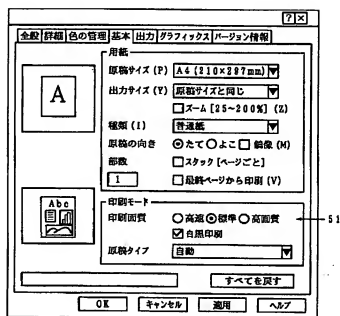 ?×
全般 詳細 色の管理 基本 出力 グラフィックス バージョン情報
用紙
原稿サイズ (P) A4 (210×297mm)
出力サイズ (Y) 原稿サイズと同じ
ズーム [25~200%] (Z)
種類 (I) 普通紙
原稿の向き たて よこ 鏡像 (M)
部数 スタック [ページごと]
1 最終ページから印刷 (V)
A
印刷モード
印刷画質 高速 標準 高画質
51
白黒印刷
原稿タイプ 自動
Abc
すべてを戻す
OK キャンセル 適用 ヘルプ